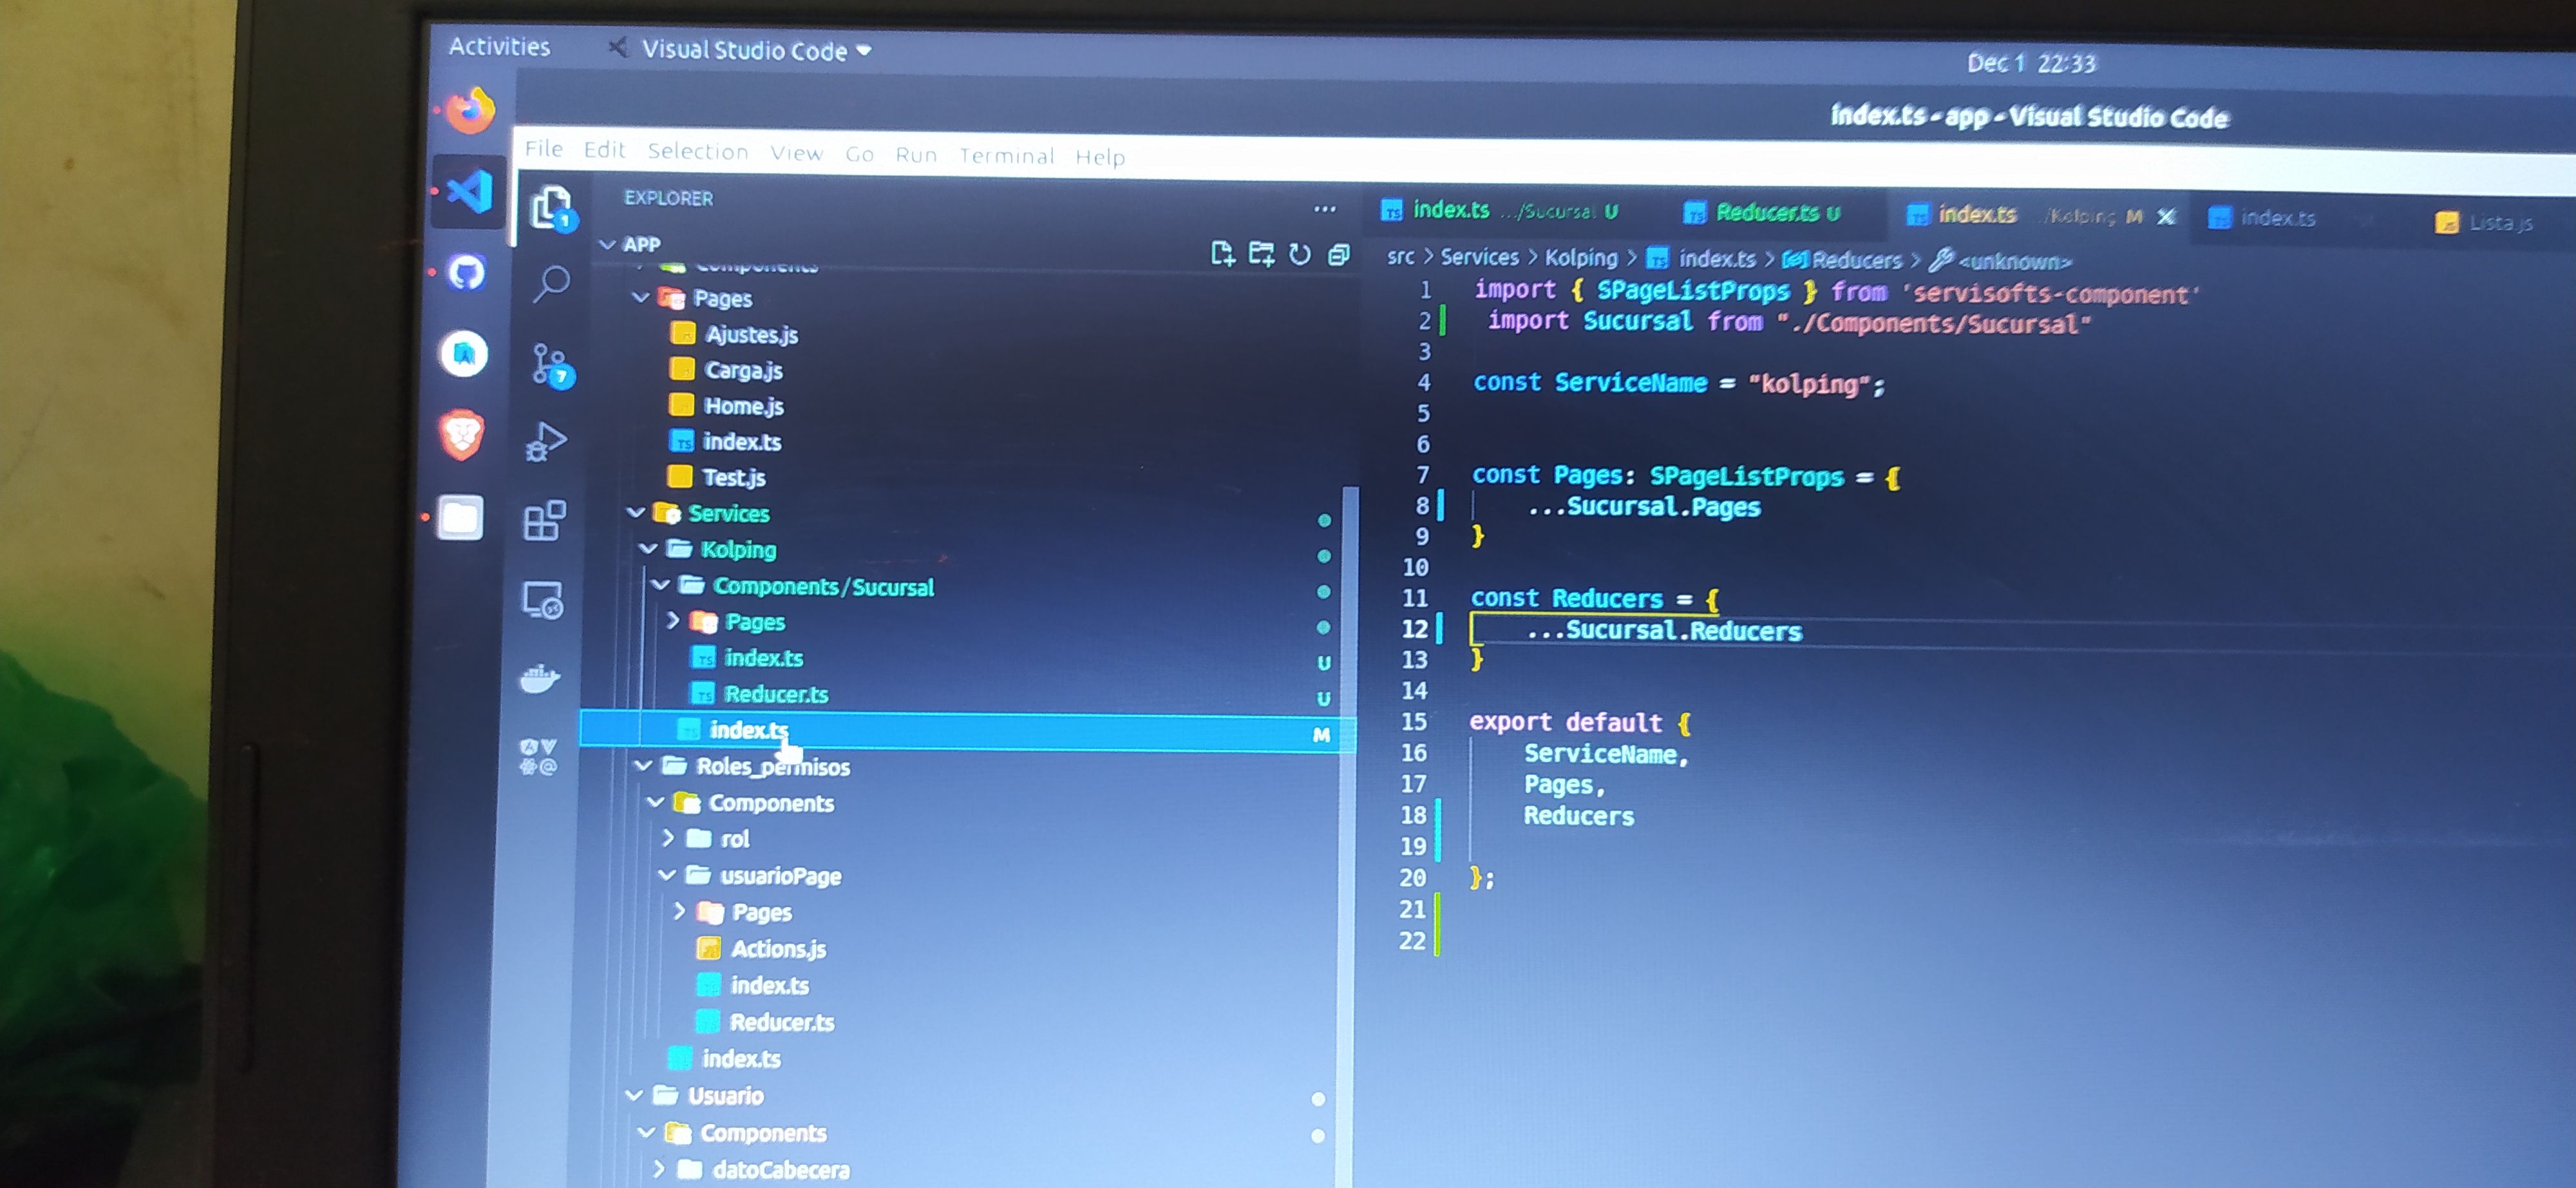 Activities
Visual Studio Code
Dec 1 22:33
index.ts - app - Visual Studio Code
File Edit Selection View Go Run Terminal Help
EXPLORER
APP
Components
Pages
Ajustes.js
Carga.js
Home.js
index.ts
Test.js
Services
Kolping
Components/Sucursal
Pages
index.ts U
Reducer.ts U
index.ts M
Roles_permisos
Components
rol
usuarioPage
Pages
Actions.js
index.ts
Reducer.ts
index.ts
Usuario
Components
datoCabecera
1
7
index.ts .../Sucursal U
Reducer.ts U
index.ts .../Kolping M
index.ts
Lista.js
src > Services > Kolping > index.ts > Reducers > <unknown>
1 import { SPageListProps } from 'servisofts-component'
2 import Sucursal from "./Components/Sucursal"
3
4 const ServiceName = "kolping";
5
6
7 const Pages: SPageListProps = {
8 ...Sucursal.Pages
9 }
10
11 const Reducers = {
12 ...Sucursal.Reducers
13 }
14
15 export default {
16 ServiceName,
17 Pages,
18 Reducers
19
20 };
21
22